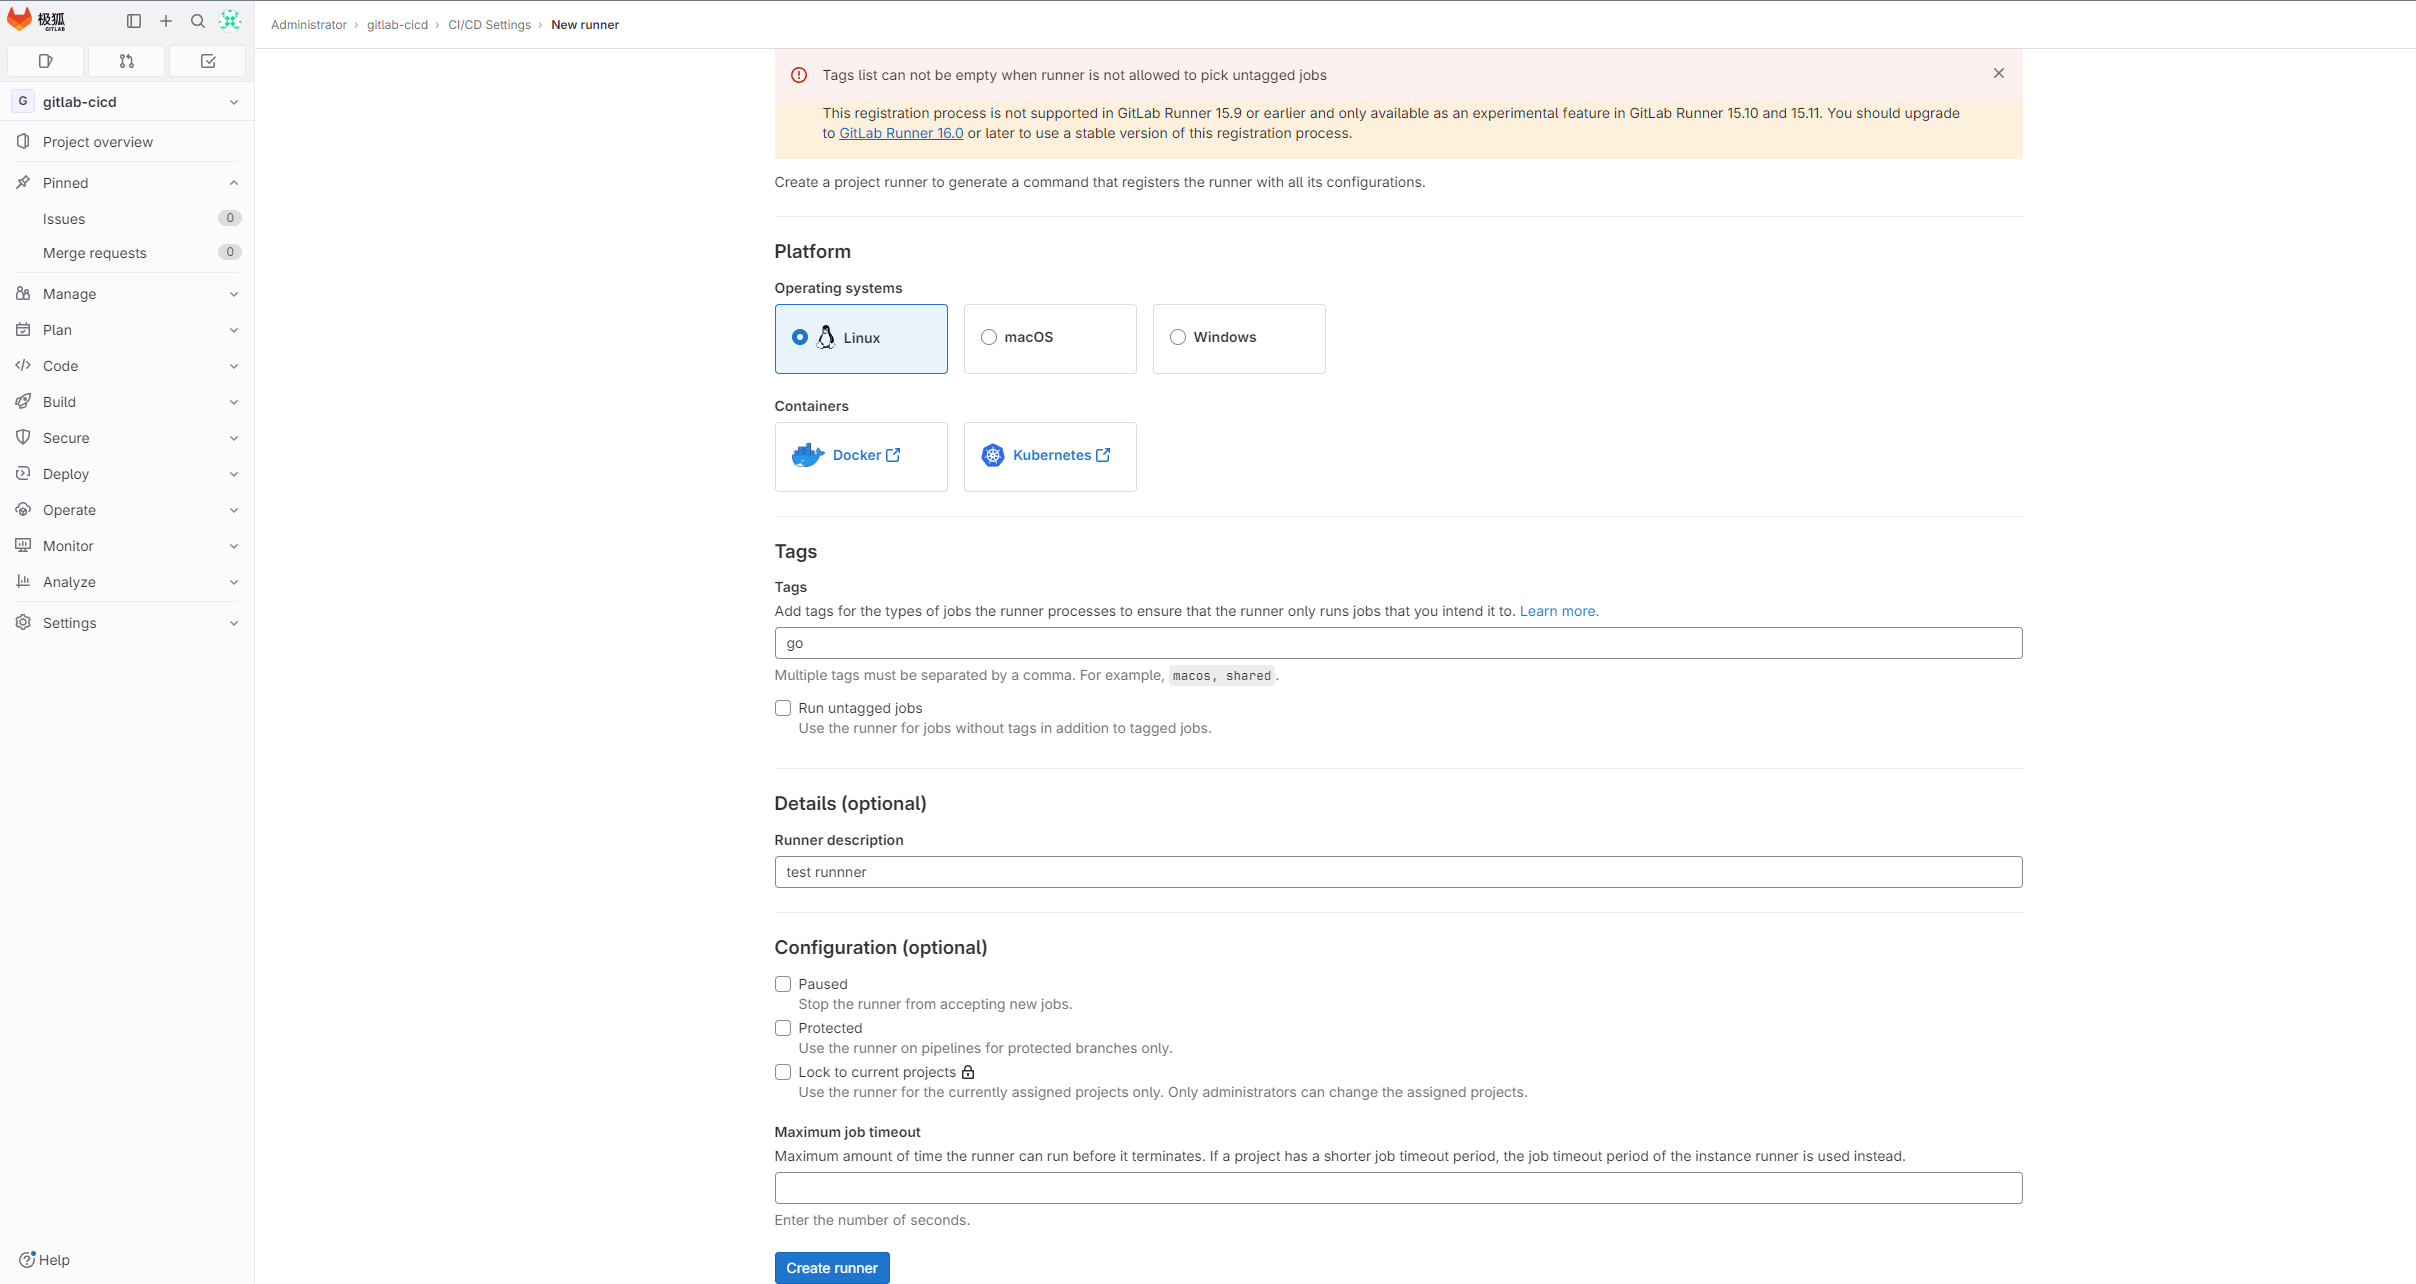 极狐
GITLAB
G gitlab-cicd
Project overview
Pinned
Issues 0
Merge requests 0
Manage
Plan
Code
Build
Secure
Deploy
Operate
Monitor
Analyze
Settings
Help
Administrator › gitlab-cicd › CI/CD Settings › New runner
Tags list can not be empty when runner is not allowed to pick untagged jobs
This registration process is not supported in GitLab Runner 15.9 or earlier and only available as an experimental feature in GitLab Runner 15.10 and 15.11. You should upgrade
to GitLab Runner 16.0 or later to use a stable version of this registration process.
Create a project runner to generate a command that registers the runner with all its configurations.
Platform
Operating systems
Linux macOS Windows
Containers
Docker Kubernetes
Tags
Tags
Add tags for the types of jobs the runner processes to ensure that the runner only runs jobs that you intend it to. Learn more.
go
Multiple tags must be separated by a comma. For example, macos, shared.
Run untagged jobs
Use the runner for jobs without tags in addition to tagged jobs.
Details (optional)
Runner description
test runnner
Configuration (optional)
Paused
Stop the runner from accepting new jobs.
Protected
Use the runner on pipelines for protected branches only.
Lock to current projects
Use the runner for the currently assigned projects only. Only administrators can change the assigned projects.
Maximum job timeout
Maximum amount of time the runner can run before it terminates. If a project has a shorter job timeout period, the job timeout period of the instance runner is used instead.
Enter the number of seconds.
Create runner